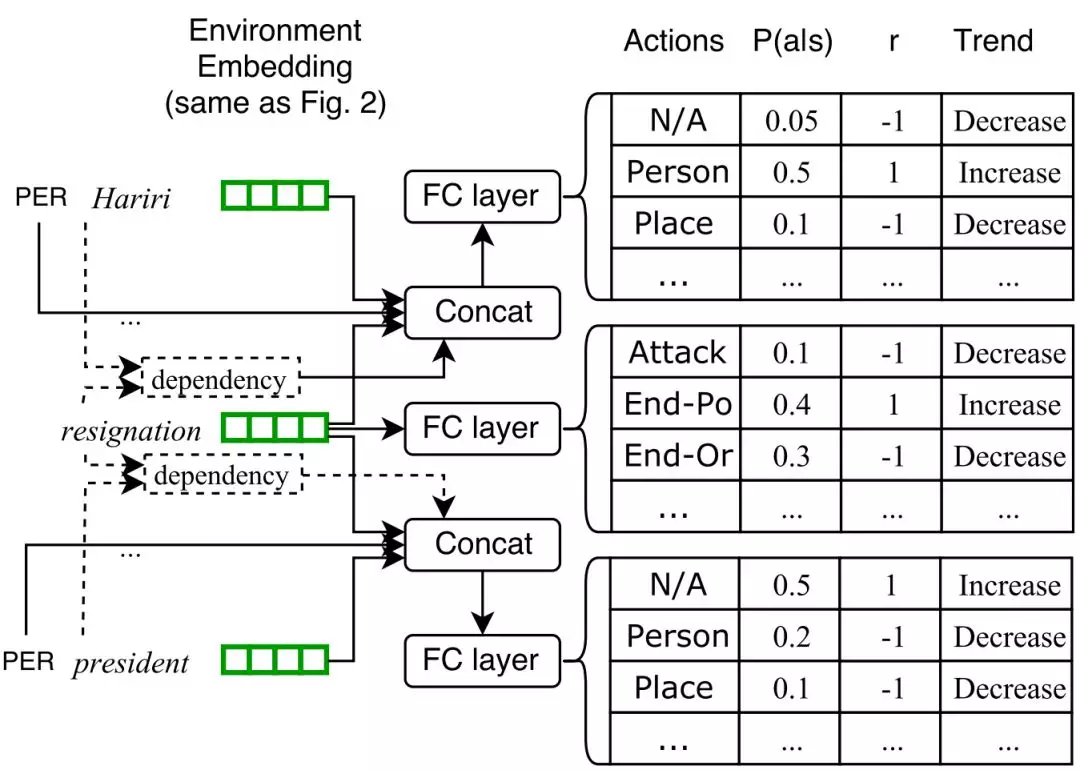 Environment
Embedding
(same as Fig. 2)
Actions P(als) r Trend
N/A 0.05 -1 Decrease
Person 0.5 1 Increase
Place 0.1 -1 Decrease
... ... ... ...
PER Hariri
FC layer
Concat
...
dependency
Attack 0.1 -1 Decrease
End-Po 0.4 1 Increase
End-Or 0.3 -1 Decrease
... ... ... ...
resignation
FC layer
dependency
Concat
...
N/A 0.5 1 Increase
Person 0.2 -1 Decrease
Place 0.1 -1 Decrease
... ... ... ...
PER president
FC layer